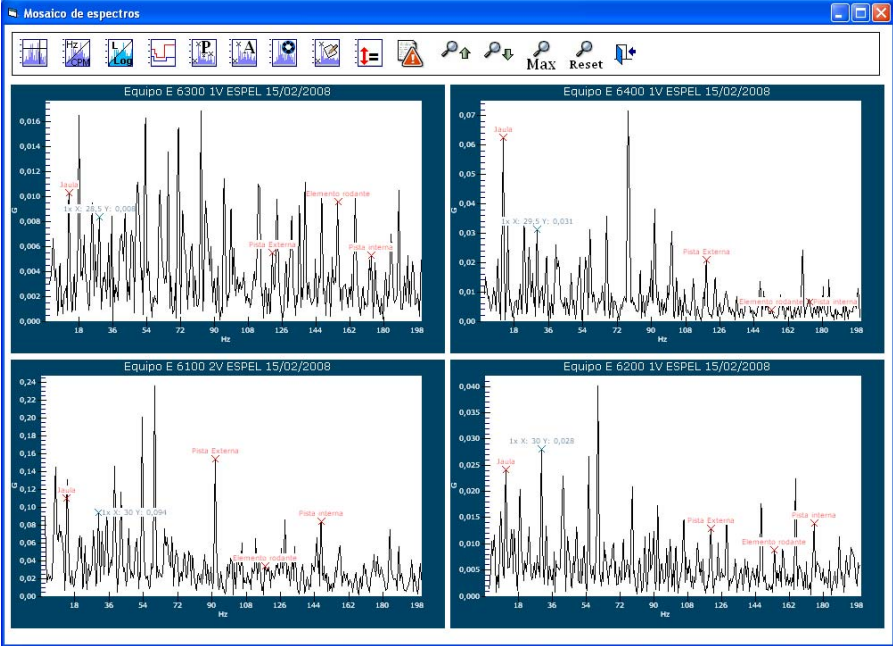 Mosaico de espectros
Hz CPM L Log P A Max Reset
Equipo E 6300 1V ESPEL 15/02/2008
0,016
0,014
0,012
0,010
0,008
0,006
0,004
0,002
0,000
G
Jaula
1x X: 28,5 Y: 0,008
Elemento rodante
Pista Externa
Pista interna
18 36 54 72 90 108 126 144 162 180 198
Hz
Equipo E 6400 1V ESPEL 15/02/2008
0,07
0,06
0,05
0,04
0,03
0,02
0,01
0,00
G
Jaula
1x X: 29,5 Y: 0,031
Pista Externa
Elemento rodante
Pista interna
18 36 54 72 90 108 126 144 162 180 198
Hz
Equipo E 6100 2V ESPEL 15/02/2008
0,24
0,22
0,20
0,18
0,16
0,14
0,12
0,10
0,08
0,06
0,04
0,02
0,00
G
Pista Externa
Jaula
1x X: 30 Y: 0,094
Pista interna
Elemento rodante
18 36 54 72 90 108 126 144 162 180 198
Hz
Equipo E 6200 1V ESPEL 15/02/2008
0,040
0,035
0,030
0,025
0,020
0,015
0,010
0,005
0,000
G
1x X: 30 Y: 0,028
Jaula
Pista Externa
Pista interna
Elemento rodante
18 36 54 72 90 108 126 144 162 180 198
Hz